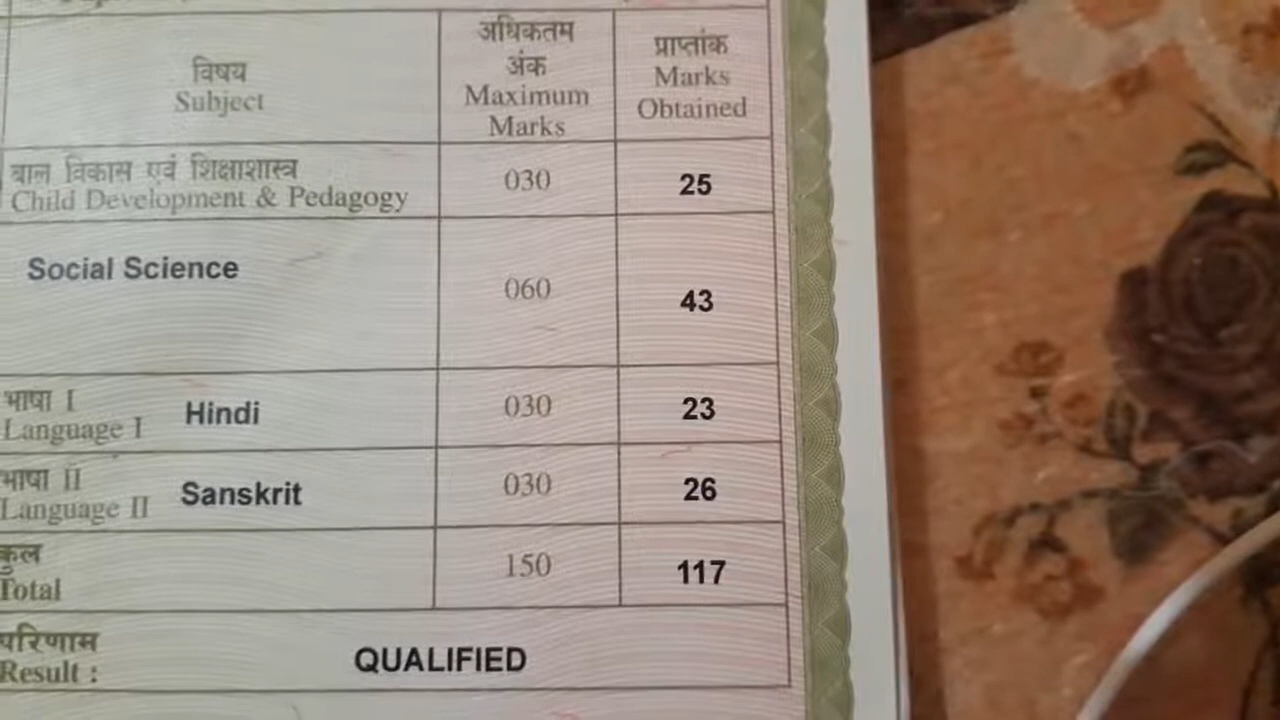 विषय
Subject
अधिकतम
अंक
Maximum
Marks
प्राप्तांक
Marks
Obtained
बाल विकास एवं शिक्षाशास्त्र
Child Development & Pedagogy
030
25
Social Science
060
43
भाषा I
Language I
Hindi
030
23
भाषा II
Language II
Sanskrit
030
26
कुल
Total
150
117
परिणाम
Result :
QUALIFIED